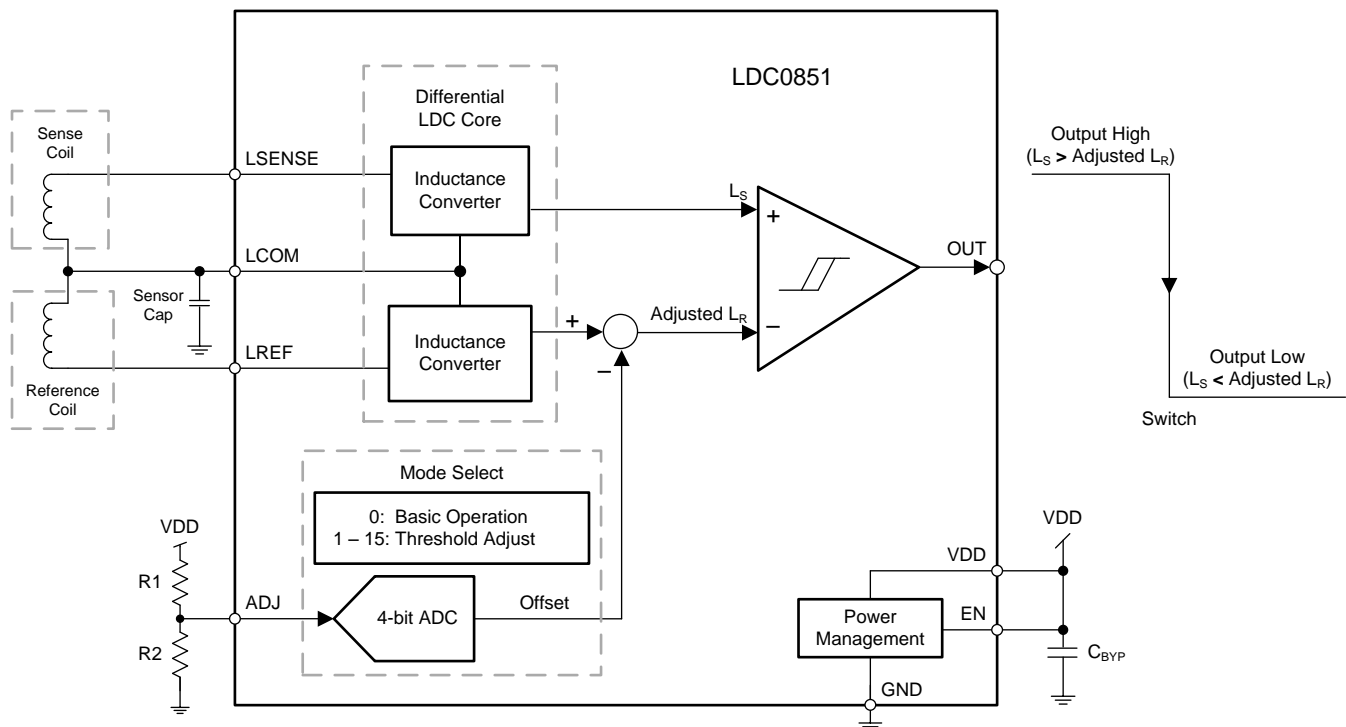 LDC0851
Differential
LDC Core
Sense
Coil
LSENSE
Inductance
Converter
LS
+
Output High
(LS > Adjusted LR)
LCOM
OUT
Sensor
Cap
Inductance
Converter
+
–
Adjusted LR
–
LREF
Reference
Coil
Output Low
(LS < Adjusted LR)
Switch
Mode Select
0: Basic Operation
1 – 15: Threshold Adjust
VDD
R1
ADJ
4-bit ADC
Offset
R2
VDD
VDD
Power
Management
EN
CBYP
GND